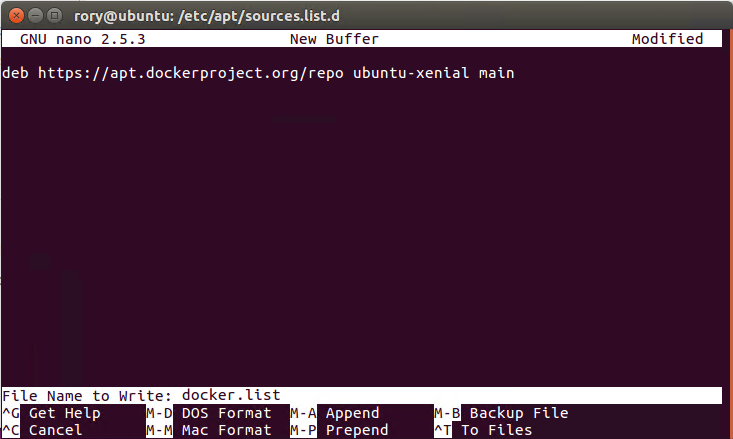 rory@ubuntu: /etc/apt/sources.list.d
GNU nano 2.5.3 New Buffer Modified
deb https://apt.dockerproject.org/repo ubuntu-xenial main
File Name to Write: docker.list
^G Get Help M-D DOS Format M-A Append M-B Backup File
^C Cancel M-M Mac Format M-P Prepend ^T To Files